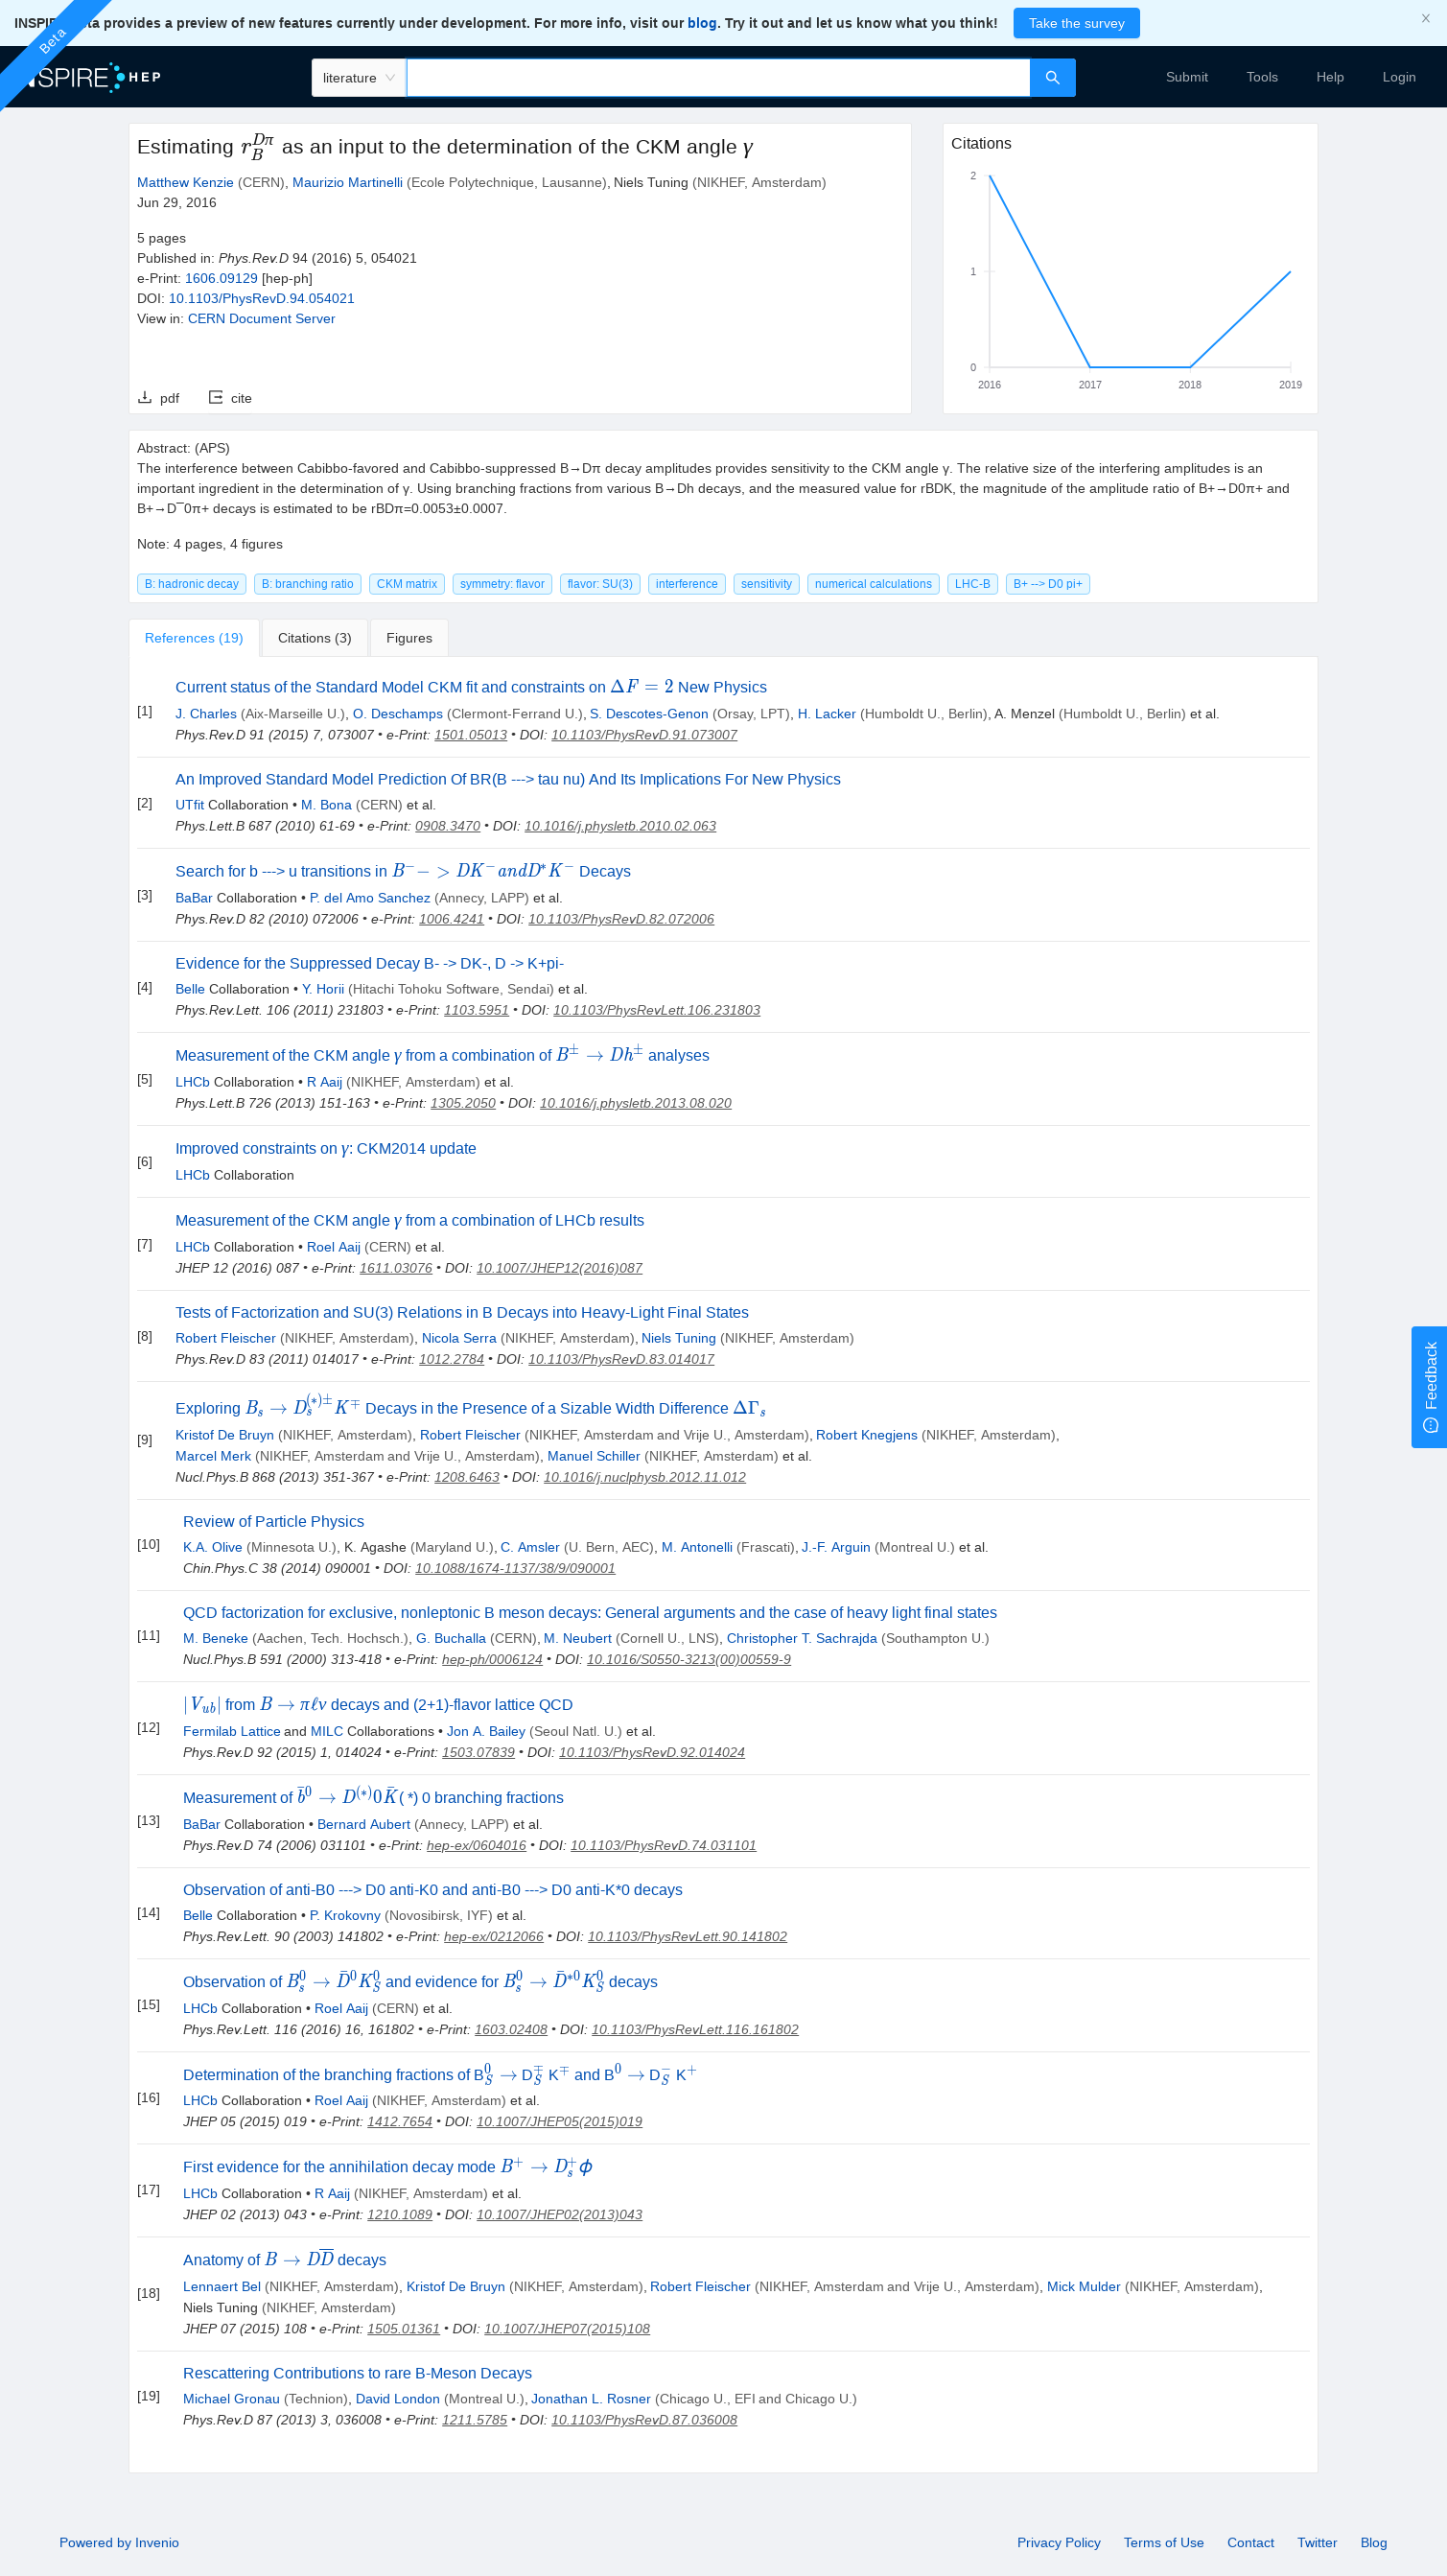 INSPIRE Beta provides a preview of new features currently under development. For more info, visit our blog. Try it out and let us know what you think! Take the survey
Beta
INSPIRE HEP literature Submit Tools Help Login
Estimating r_B^{Dπ} as an input to the determination of the CKM angle γ
Matthew Kenzie (CERN), Maurizio Martinelli (Ecole Polytechnique, Lausanne), Niels Tuning (NIKHEF, Amsterdam)
Jun 29, 2016
5 pages
Published in: Phys.Rev.D 94 (2016) 5, 054021
e-Print: 1606.09129 [hep-ph]
DOI: 10.1103/PhysRevD.94.054021
View in: CERN Document Server
pdf cite
Citations
2
1
0
2016 2017 2018 2019
Abstract: (APS)
The interference between Cabibbo-favored and Cabibbo-suppressed B→Dπ decay amplitudes provides sensitivity to the CKM angle γ. The relative size of the interfering amplitudes is an
important ingredient in the determination of γ. Using branching fractions from various B→Dh decays, and the measured value for rBDK, the magnitude of the amplitude ratio of B+→D0π+ and
B+→D¯0π+ decays is estimated to be rBDπ=0.0053±0.0007.
Note: 4 pages, 4 figures
B: hadronic decay B: branching ratio CKM matrix symmetry: flavor flavor: SU(3) interference sensitivity numerical calculations LHC-B B+ --> D0 pi+
References (19) Citations (3) Figures
Current status of the Standard Model CKM fit and constraints on ΔF = 2 New Physics
[1] J. Charles (Aix-Marseille U.), O. Deschamps (Clermont-Ferrand U.), S. Descotes-Genon (Orsay, LPT), H. Lacker (Humboldt U., Berlin), A. Menzel (Humboldt U., Berlin) et al.
Phys.Rev.D 91 (2015) 7, 073007 • e-Print: 1501.05013 • DOI: 10.1103/PhysRevD.91.073007
An Improved Standard Model Prediction Of BR(B ---> tau nu) And Its Implications For New Physics
[2] UTfit Collaboration • M. Bona (CERN) et al.
Phys.Lett.B 687 (2010) 61-69 • e-Print: 0908.3470 • DOI: 10.1016/j.physletb.2010.02.063
Search for b ---> u transitions in B^- -> DK^- and D^*K^- Decays
[3] BaBar Collaboration • P. del Amo Sanchez (Annecy, LAPP) et al.
Phys.Rev.D 82 (2010) 072006 • e-Print: 1006.4241 • DOI: 10.1103/PhysRevD.82.072006
Evidence for the Suppressed Decay B- -> DK-, D -> K+pi-
[4] Belle Collaboration • Y. Horii (Hitachi Tohoku Software, Sendai) et al.
Phys.Rev.Lett. 106 (2011) 231803 • e-Print: 1103.5951 • DOI: 10.1103/PhysRevLett.106.231803
Measurement of the CKM angle γ from a combination of B^± → Dh^± analyses
[5] LHCb Collaboration • R Aaij (NIKHEF, Amsterdam) et al.
Phys.Lett.B 726 (2013) 151-163 • e-Print: 1305.2050 • DOI: 10.1016/j.physletb.2013.08.020
Improved constraints on γ: CKM2014 update
[6] LHCb Collaboration
Measurement of the CKM angle γ from a combination of LHCb results
[7] LHCb Collaboration • Roel Aaij (CERN) et al.
JHEP 12 (2016) 087 • e-Print: 1611.03076 • DOI: 10.1007/JHEP12(2016)087
Tests of Factorization and SU(3) Relations in B Decays into Heavy-Light Final States
[8] Robert Fleischer (NIKHEF, Amsterdam), Nicola Serra (NIKHEF, Amsterdam), Niels Tuning (NIKHEF, Amsterdam)
Phys.Rev.D 83 (2011) 014017 • e-Print: 1012.2784 • DOI: 10.1103/PhysRevD.83.014017
Exploring B_s → D_s^{(*)±} K^∓ Decays in the Presence of a Sizable Width Difference ΔΓ_s
[9] Kristof De Bruyn (NIKHEF, Amsterdam), Robert Fleischer (NIKHEF, Amsterdam and Vrije U., Amsterdam), Robert Knegjens (NIKHEF, Amsterdam),
Marcel Merk (NIKHEF, Amsterdam and Vrije U., Amsterdam), Manuel Schiller (NIKHEF, Amsterdam) et al.
Nucl.Phys.B 868 (2013) 351-367 • e-Print: 1208.6463 • DOI: 10.1016/j.nuclphysb.2012.11.012
Feedback
Review of Particle Physics
[10] K.A. Olive (Minnesota U.), K. Agashe (Maryland U.), C. Amsler (U. Bern, AEC), M. Antonelli (Frascati), J.-F. Arguin (Montreal U.) et al.
Chin.Phys.C 38 (2014) 090001 • DOI: 10.1088/1674-1137/38/9/090001
QCD factorization for exclusive, nonleptonic B meson decays: General arguments and the case of heavy light final states
[11] M. Beneke (Aachen, Tech. Hochsch.), G. Buchalla (CERN), M. Neubert (Cornell U., LNS), Christopher T. Sachrajda (Southampton U.)
Nucl.Phys.B 591 (2000) 313-418 • e-Print: hep-ph/0006124 • DOI: 10.1016/S0550-3213(00)00559-9
|V_{ub}| from B → πℓν decays and (2+1)-flavor lattice QCD
[12] Fermilab Lattice and MILC Collaborations • Jon A. Bailey (Seoul Natl. U.) et al.
Phys.Rev.D 92 (2015) 1, 014024 • e-Print: 1503.07839 • DOI: 10.1103/PhysRevD.92.014024
Measurement of b̄^0 → D^{(*)}0K̄( *) 0 branching fractions
[13] BaBar Collaboration • Bernard Aubert (Annecy, LAPP) et al.
Phys.Rev.D 74 (2006) 031101 • e-Print: hep-ex/0604016 • DOI: 10.1103/PhysRevD.74.031101
Observation of anti-B0 ---> D0 anti-K0 and anti-B0 ---> D0 anti-K*0 decays
[14] Belle Collaboration • P. Krokovny (Novosibirsk, IYF) et al.
Phys.Rev.Lett. 90 (2003) 141802 • e-Print: hep-ex/0212066 • DOI: 10.1103/PhysRevLett.90.141802
Observation of B_s^0 → D̄^0 K_S^0 and evidence for B_s^0 → D̄^{*0} K_S^0 decays
[15] LHCb Collaboration • Roel Aaij (CERN) et al.
Phys.Rev.Lett. 116 (2016) 16, 161802 • e-Print: 1603.02408 • DOI: 10.1103/PhysRevLett.116.161802
Determination of the branching fractions of B_S^0 → D_S^∓ K^∓ and B^0 → D_S^- K^+
[16] LHCb Collaboration • Roel Aaij (NIKHEF, Amsterdam) et al.
JHEP 05 (2015) 019 • e-Print: 1412.7654 • DOI: 10.1007/JHEP05(2015)019
First evidence for the annihilation decay mode B^+ → D_s^+ ϕ
[17] LHCb Collaboration • R Aaij (NIKHEF, Amsterdam) et al.
JHEP 02 (2013) 043 • e-Print: 1210.1089 • DOI: 10.1007/JHEP02(2013)043
Anatomy of B → DD̅ decays
[18] Lennaert Bel (NIKHEF, Amsterdam), Kristof De Bruyn (NIKHEF, Amsterdam), Robert Fleischer (NIKHEF, Amsterdam and Vrije U., Amsterdam), Mick Mulder (NIKHEF, Amsterdam),
Niels Tuning (NIKHEF, Amsterdam)
JHEP 07 (2015) 108 • e-Print: 1505.01361 • DOI: 10.1007/JHEP07(2015)108
Rescattering Contributions to rare B-Meson Decays
[19] Michael Gronau (Technion), David London (Montreal U.), Jonathan L. Rosner (Chicago U., EFI and Chicago U.)
Phys.Rev.D 87 (2013) 3, 036008 • e-Print: 1211.5785 • DOI: 10.1103/PhysRevD.87.036008
Powered by Invenio Privacy Policy Terms of Use Contact Twitter Blog